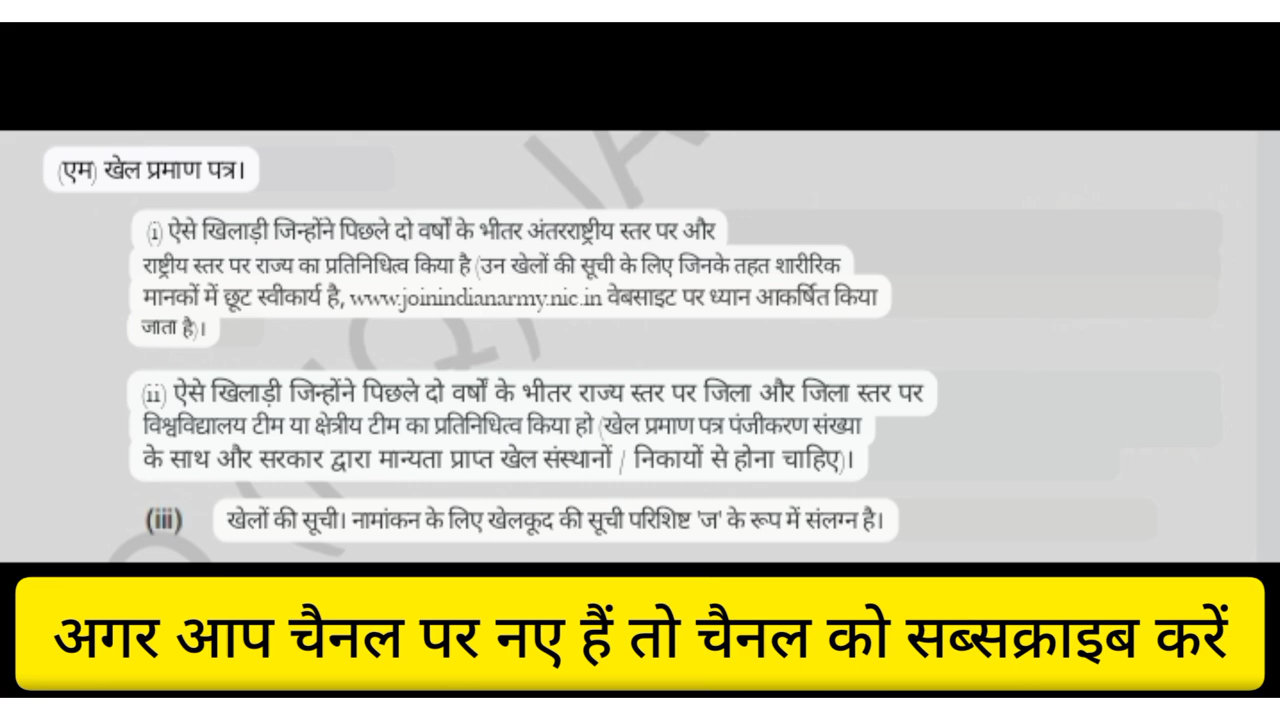 (एम) खेल प्रमाण पत्र।
(i) ऐसे खिलाड़ी जिन्होंने पिछले दो वर्षों के भीतर अंतरराष्ट्रीय स्तर पर और
राष्ट्रीय स्तर पर राज्य का प्रतिनिधित्व किया है (उन खेलों की सूची के लिए जिनके तहत शारीरिक
मानकों में छूट स्वीकार्य है, www.joinindianarmy.nic.in वेबसाइट पर ध्यान आकर्षित किया
जाता है)।
(ii) ऐसे खिलाड़ी जिन्होंने पिछले दो वर्षों के भीतर राज्य स्तर पर जिला और जिला स्तर पर
विश्वविद्यालय टीम या क्षेत्रीय टीम का प्रतिनिधित्व किया हो (खेल प्रमाण पत्र पंजीकरण संख्या
के साथ और सरकार द्वारा मान्यता प्राप्त खेल संस्थानों / निकायों से होना चाहिए)।
(iii) खेलों की सूची। नामांकन के लिए खेलकूद की सूची परिशिष्ट 'ज' के रूप में संलग्न है।
अगर आप चैनल पर नए हैं तो चैनल को सब्सक्राइब करें